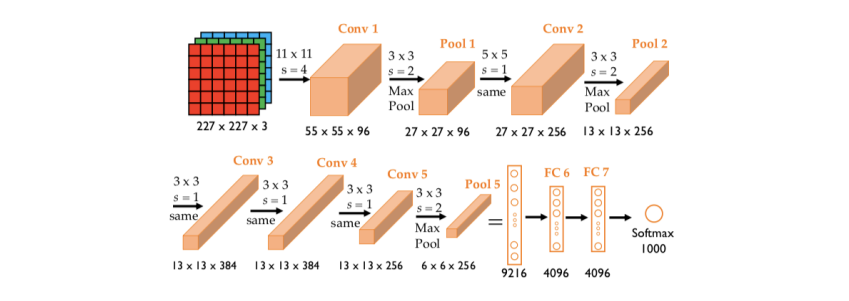 Conv 1
11 x 11
s = 4
227 x 227 x 3
55 x 55 x 96
3 x 3
s = 2
Max
Pool
Pool 1
27 x 27 x 96
5 x 5
s = 1
same
Conv 2
27 x 27 x 256
3 x 3
s = 2
Max
Pool
Pool 2
13 x 13 x 256
3 x 3
s = 1
same
Conv 3
13 x 13 x 384
3 x 3
s = 1
same
Conv 4
13 x 13 x 384
3 x 3
s = 1
same
Conv 5
13 x 13 x 256
3 x 3
s = 2
Max
Pool
Pool 5
6 x 6 x 256
=
9216
FC 6
4096
FC 7
4096
Softmax
1000